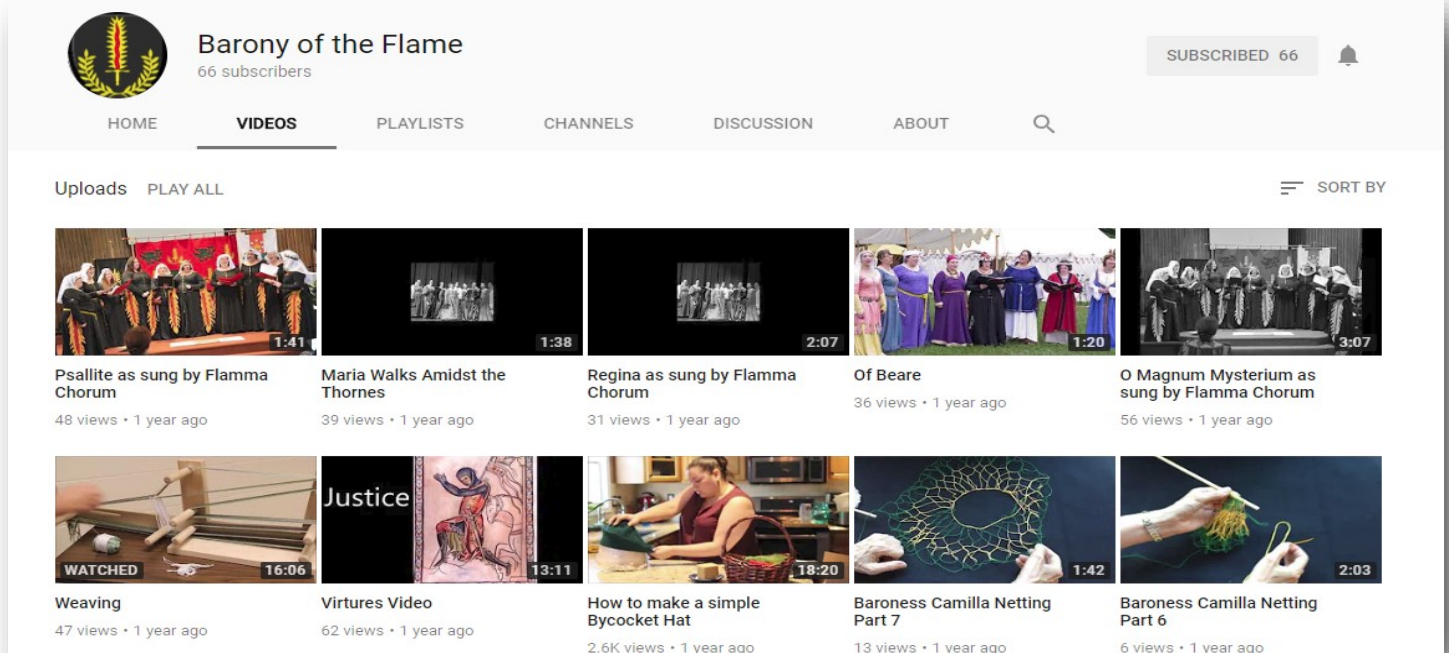 Barony of the Flame
66 subscribers
SUBSCRIBED 66
HOME VIDEOS PLAYLISTS CHANNELS DISCUSSION ABOUT
Uploads PLAY ALL
SORT BY
1:41
1:38
2:07
1:20
3:07
Psallite as sung by Flamma
Chorum
48 views • 1 year ago
Maria Walks Amidst the
Thornes
39 views • 1 year ago
Regina as sung by Flamma
Chorum
31 views • 1 year ago
Of Beare
36 views • 1 year ago
O Magnum Mysterium as
sung by Flamma Chorum
56 views • 1 year ago
WATCHED 16:06
Justice
13:11
18:20
1:42
2:03
Weaving
47 views • 1 year ago
Virtures Video
62 views • 1 year ago
How to make a simple
Bycocket Hat
2.6K views • 1 year ago
Baroness Camilla Netting
Part 7
13 views • 1 year ago
Baroness Camilla Netting
Part 6
6 views • 1 year ago